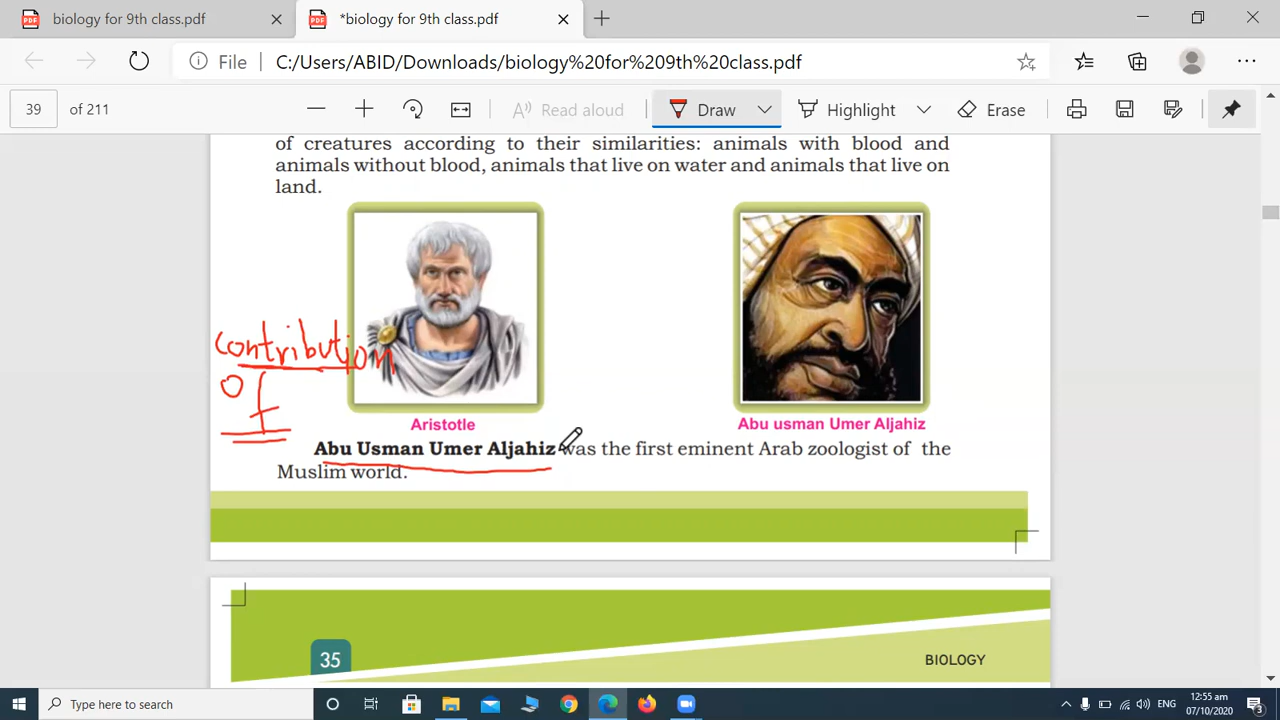 biology for 9th class.pdf
*biology for 9th class.pdf
File
C:/Users/ABID/Downloads/biology%20for%209th%20class.pdf
39 of 211
Read aloud
Draw
Highlight
Erase
of creatures according to their similarities: animals with blood and
animals without blood, animals that live on water and animals that live on
land.
contribution
of
Aristotle
Abu usman Umer Aljahiz
Abu Usman Umer Aljahiz was the first eminent Arab zoologist of the
Muslim world.
35
BIOLOGY
Type here to search
ENG
12:55 am
07/10/2020
3